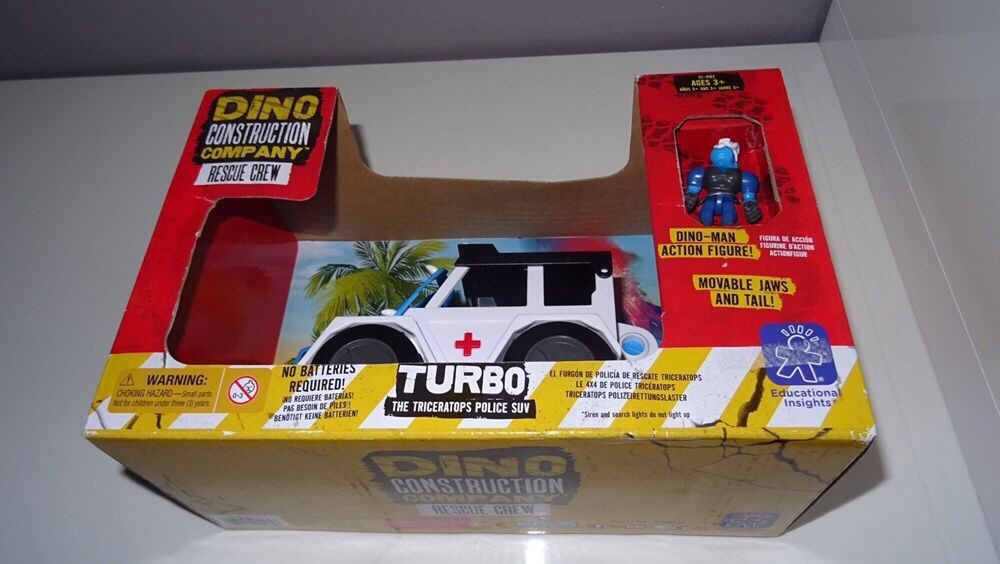 DINO
CONSTRUCTION
COMPANY™
RESCUE CREW
AGES 3+
DINO-MAN
ACTION FIGURE!
FIGURA DE ACCIÓN
FIGURINE D'ACTION
ACTIONFIGUR
MOVABLE JAWS
AND TAIL!
WARNING:
CHOKING HAZARD—Small parts.
Not for children under three (3) years.
0-3
NO BATTERIES
REQUIRED!
¡NO REQUIERE BATERÍAS!
PAS BESOIN DE PILES !
BENÖTIGT KEINE BATTERIEN!
TURBO
THE TRICERATOPS POLICE SUV
EL FURGÓN DE POLICÍA DE RESCATE TRICERATOPS
LE 4X4 DE POLICE TRICÉRATOPS
TRICERATOPS POLIZEIRETTUNGSLASTER
*Siren and search lights do not light up
Educational
Insights®
DINO
CONSTRUCTION
COMPANY
RESCUE CREW